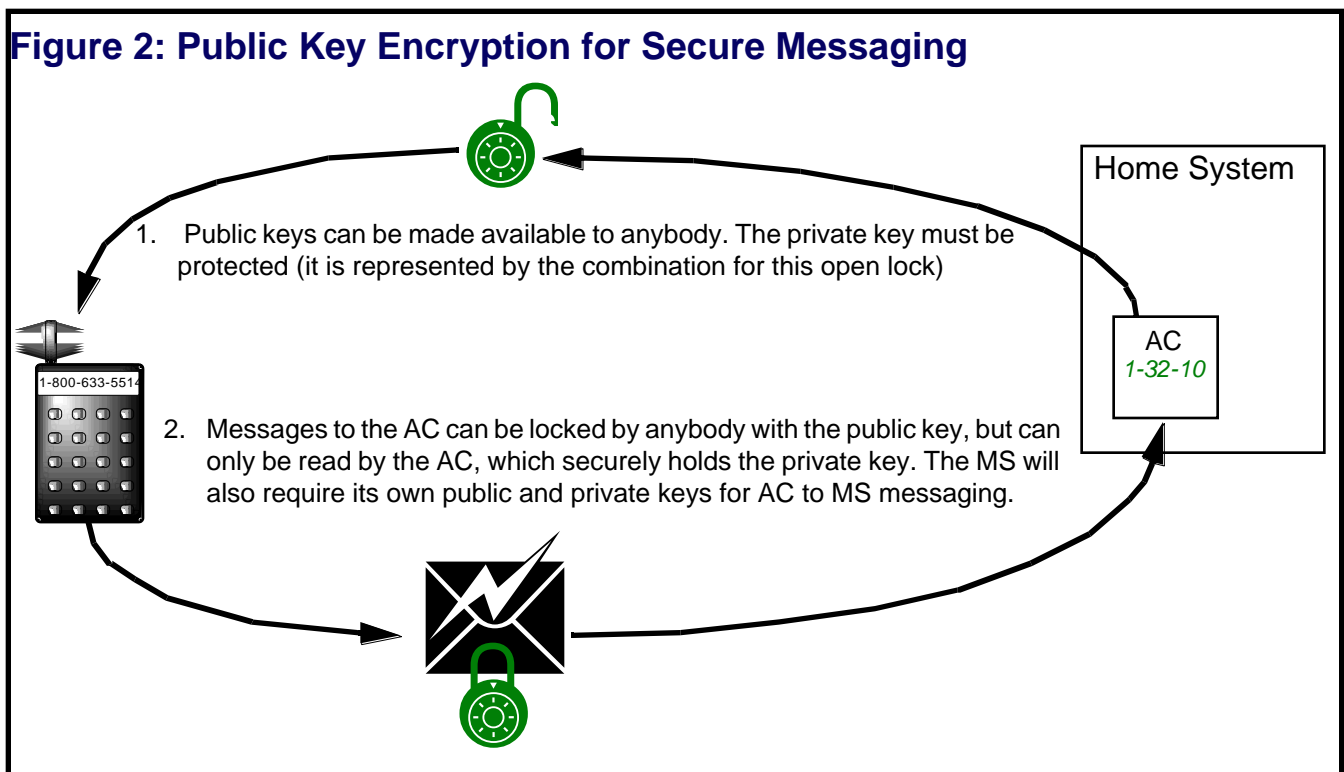 Figure 2: Public Key Encryption for Secure Messaging
Home System
1. Public keys can be made available to anybody. The private key must be
protected (it is represented by the combination for this open lock)
AC
1-32-10
1-800-633-5514
2. Messages to the AC can be locked by anybody with the public key, but can
only be read by the AC, which securely holds the private key. The MS will
also require its own public and private keys for AC to MS messaging.